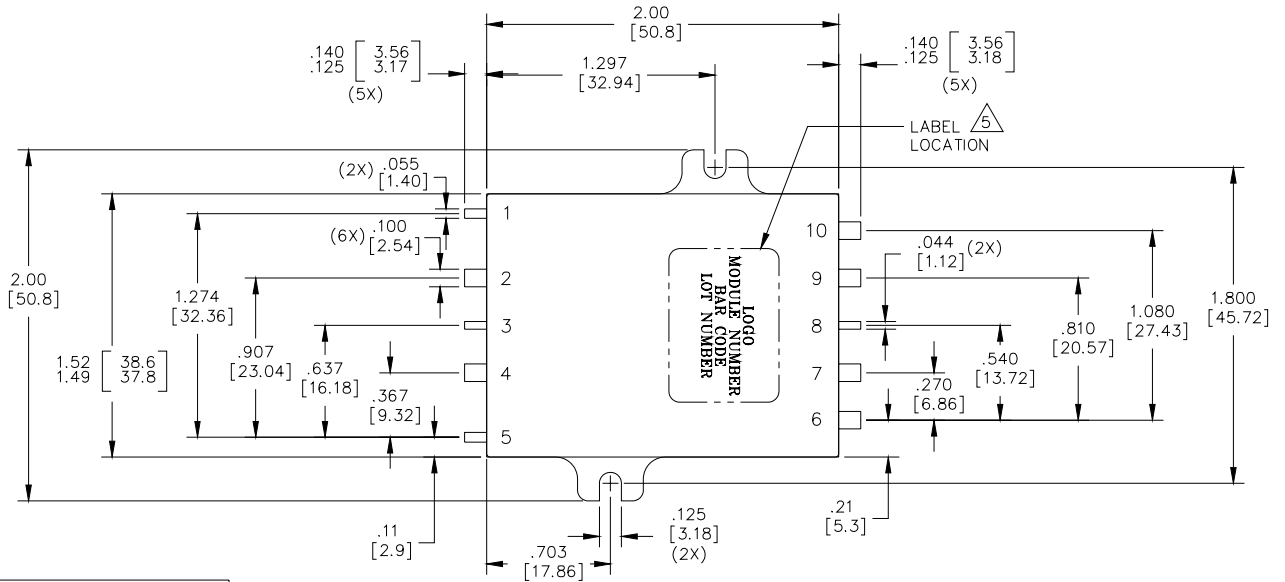 2.00
[50.8]
.140 [ 3.56
.125 3.17 ]
(5X)
1.297
[32.94]
.140 [ 3.56
.125 3.18 ]
(5X)
LABEL 5
LOCATION
(2X) .055
[1.40]
1
(6X) .100
[2.54]
10
.044 (2X)
[1.12]
2.00
[50.8]
1.274
[32.36]
2
9
1.080
[27.43]
1.800
[45.72]
.907
[23.04]
3
8
.810
[20.57]
1.52 [ 38.6
1.49 37.8 ]
.637
[16.18]
4
7
.540
[13.72]
.367
[9.32]
.270
[6.86]
5
6
LOGO
MODULE NUMBER
BAR CODE
LOT NUMBER
.11
[2.9]
.703
[17.86]
.125
[3.18]
(2X)
.21
[5.3]